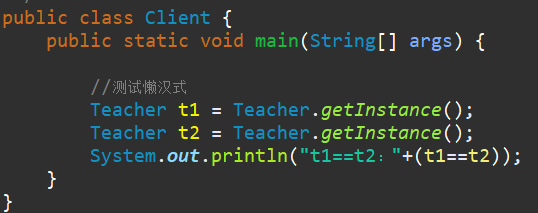 public class Client {
public static void main(String[] args) {
//测试懒汉式
Teacher t1 = Teacher.getInstance();
Teacher t2 = Teacher.getInstance();
System.out.println("t1==t2："+(t1==t2));
}
}